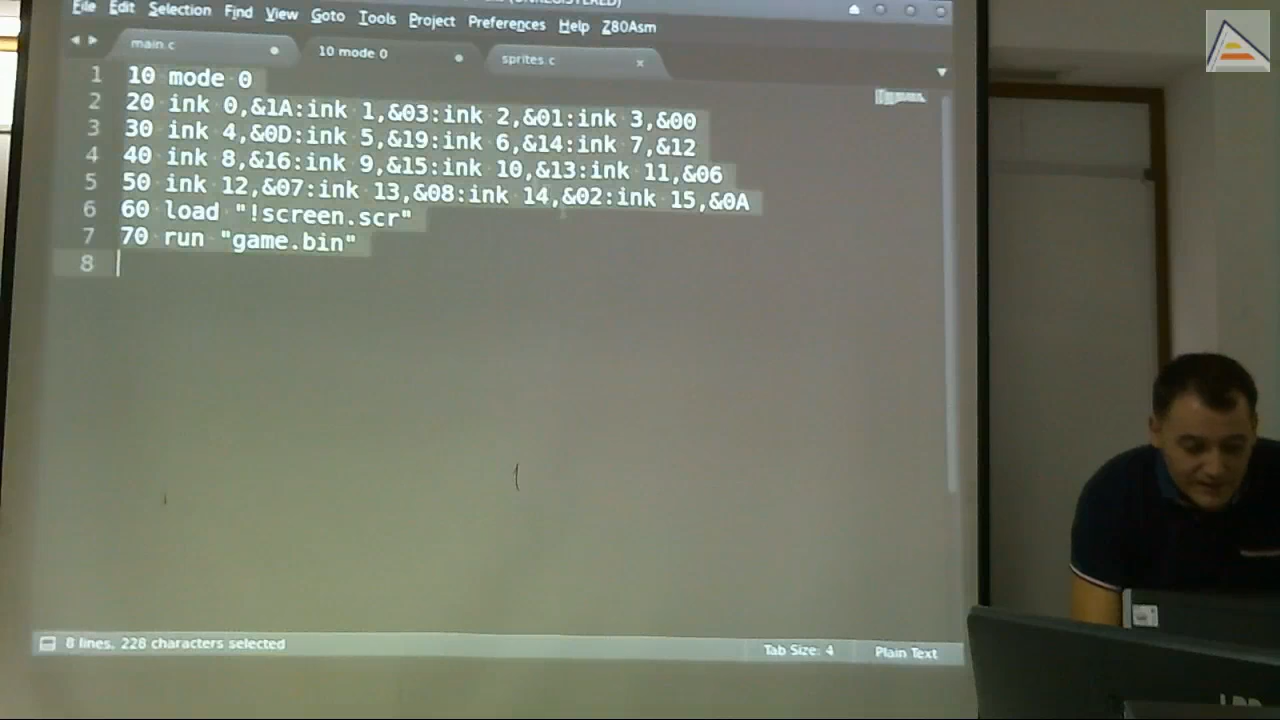 (UNREGISTERED)
File Edit Selection Find View Goto Tools Project Preferences Help Z80Asm
main.c 10 mode 0 sprites.c
1 10 mode 0
2 20 ink 0,&1A:ink 1,&03:ink 2,&01:ink 3,&00
3 30 ink 4,&0D:ink 5,&19:ink 6,&14:ink 7,&12
4 40 ink 8,&16:ink 9,&15:ink 10,&13:ink 11,&06
5 50 ink 12,&07:ink 13,&08:ink 14,&02:ink 15,&0A
6 60 load "!screen.scr"
7 70 run "game.bin"
8
8 lines, 228 characters selected
Tab Size: 4 Plain Text